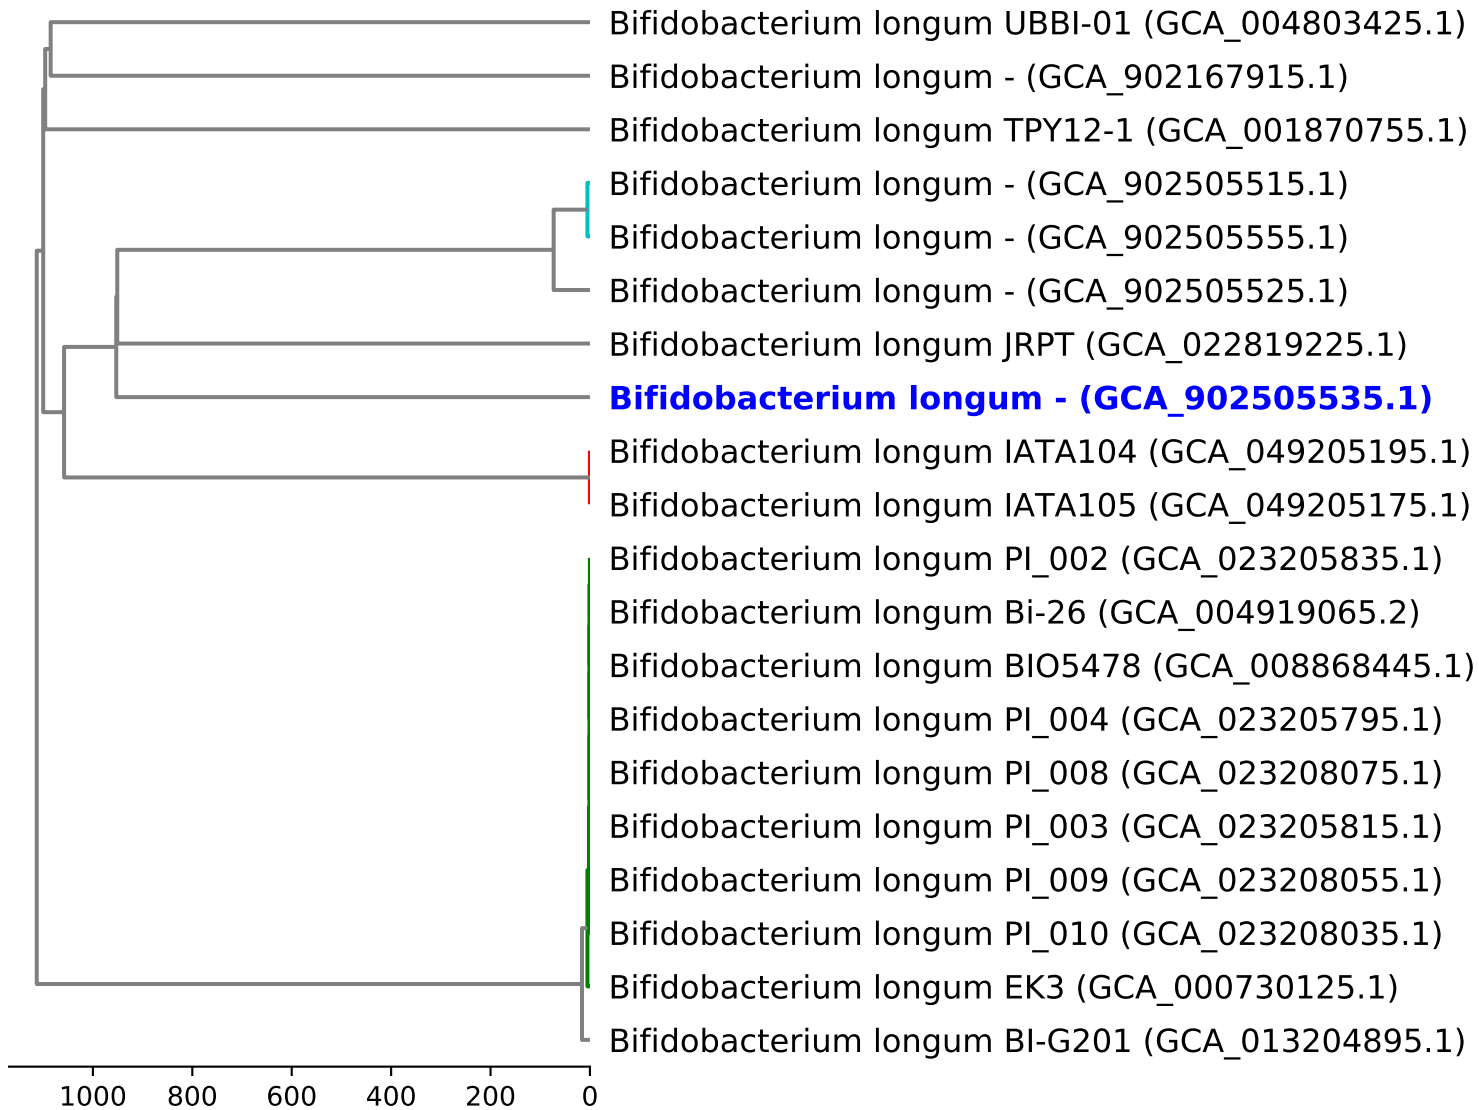 Bifidobacterium longum UBBI-01 (GCA_004803425.1)
Bifidobacterium longum - (GCA_902167915.1)
Bifidobacterium longum TPY12-1 (GCA_001870755.1)
Bifidobacterium longum - (GCA_902505515.1)
Bifidobacterium longum - (GCA_902505555.1)
Bifidobacterium longum - (GCA_902505525.1)
Bifidobacterium longum JRPT (GCA_022819225.1)
Bifidobacterium longum - (GCA_902505535.1)
Bifidobacterium longum IATA104 (GCA_049205195.1)
Bifidobacterium longum IATA105 (GCA_049205175.1)
Bifidobacterium longum PI_002 (GCA_023205835.1)
Bifidobacterium longum Bi-26 (GCA_004919065.2)
Bifidobacterium longum BIO5478 (GCA_008868445.1)
Bifidobacterium longum PI_004 (GCA_023205795.1)
Bifidobacterium longum PI_008 (GCA_023208075.1)
Bifidobacterium longum PI_003 (GCA_023205815.1)
Bifidobacterium longum PI_009 (GCA_023208055.1)
Bifidobacterium longum PI_010 (GCA_023208035.1)
Bifidobacterium longum EK3 (GCA_000730125.1)
Bifidobacterium longum BI-G201 (GCA_013204895.1)
1000 800 600 400 200 0